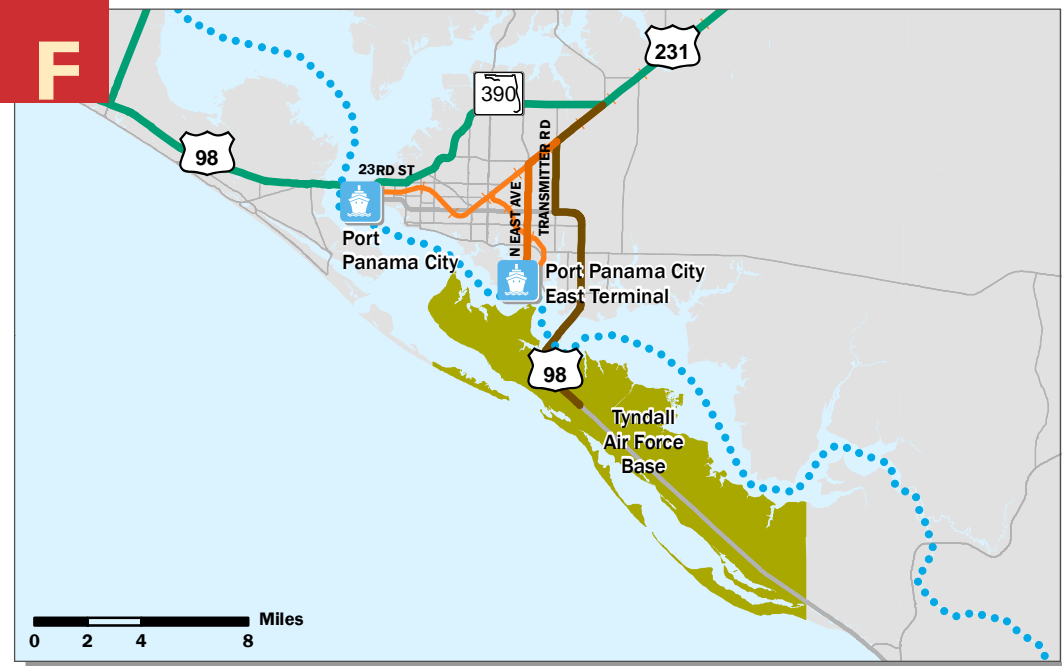 F
231
390
98
23RD ST
TRANSMITTER RD
N EAST AVE
Port
Panama City
Port Panama City
East Terminal
98
Tyndall
Air Force
Base
Miles
0 2 4 8